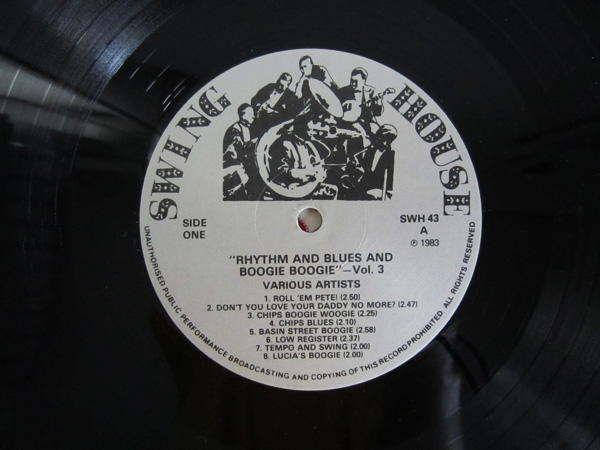 SWING HOUSE
SIDE
ONE
SWH 43
A
℗ 1983
"RHYTHM AND BLUES AND
BOOGIE BOOGIE"—Vol. 3
VARIOUS ARTISTS
1. ROLL 'EM PETE! (2.50)
2. DON'T YOU LOVE YOUR DADDY NO MORE? (2.47)
3. CHIPS BOOGIE WOOGIE (2.25)
4. CHIPS BLUES (2.10)
5. BASIN STREET BOOGIE (2.58)
6. LOW REGISTER (2.37)
7. TEMPO AND SWING (2.00)
8. LUCIA'S BOOGIE (2.00)
UNAUTHORISED PUBLIC PERFORMANCE BROADCASTING AND COPYING OF THIS RECORD PROHIBITED. ALL RIGHTS RESERVED.